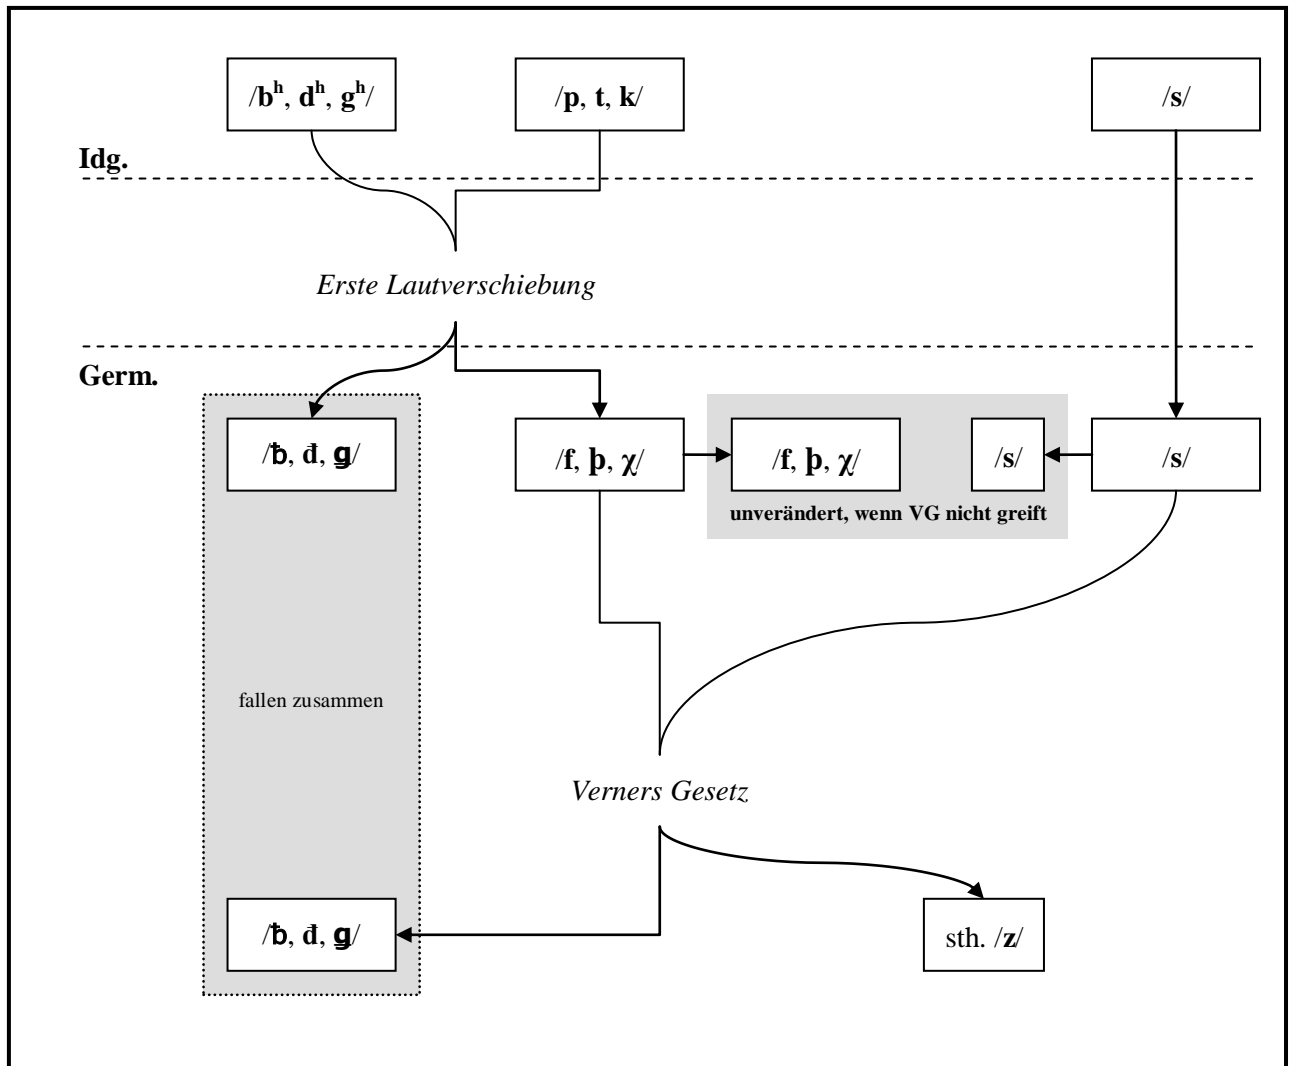 /bʰ, dʰ, gʰ/ /p, t, k/ /s/
Idg.
Erste Lautverschiebung
Germ.
/ƀ, đ, g̵/ /f, þ, χ/ /f, þ, χ/ /s/ /s/
unverändert, wenn VG nicht greift
fallen zusammen
Verners Gesetz
/ƀ, đ, g̵/ sth. /z/